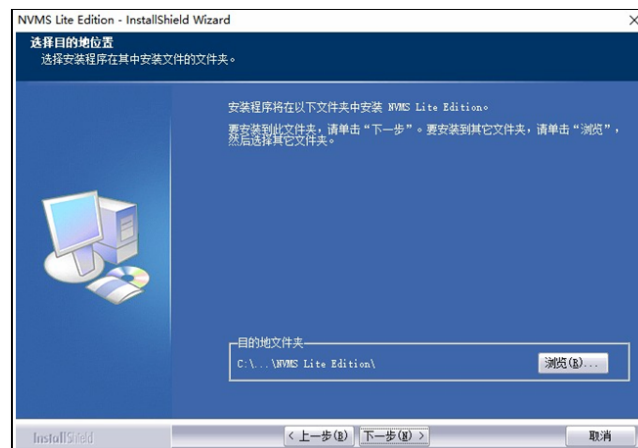 NVMS Lite Edition - InstallShield Wizard
选择目的地位置
选择安装程序在其中安装文件的文件夹。
安装程序将在以下文件夹中安装 NVMS Lite Edition。
要安装到此文件夹，请单击“下一步”。要安装到其它文件夹，请单击“浏览”，
然后选择其它文件夹。
目的地文件夹
C:\...\NVMS Lite Edition\
浏览(R)...
InstallShield
< 上一步(B)
下一步(N) >
取消